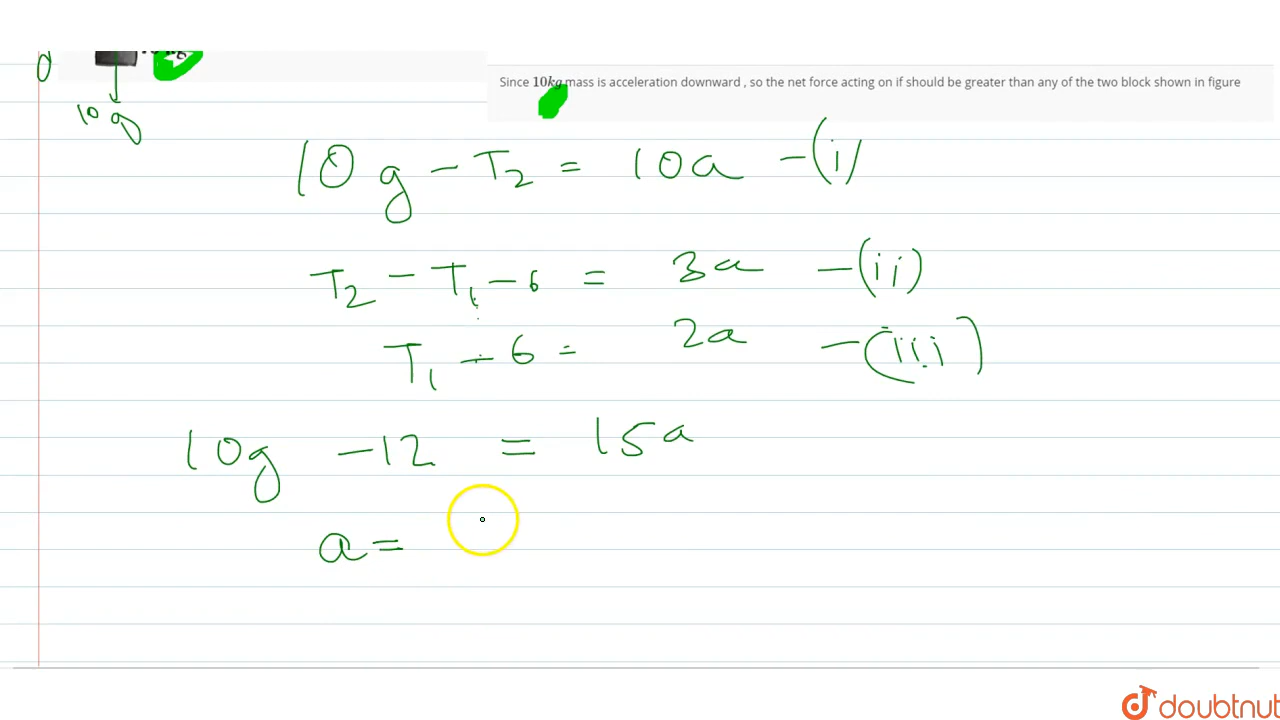 10 kg
10 g
Since 10kg mass is acceleration downward , so the net force acting on if should be greater than any of the two block shown in figure
10g - T₂ = 10a -(i)
T₂ - T₁ - 6 = 3a -(ii)
T₁ - 6 = 2a -(iii)
10g - 12 = 15a
a =
doubtnut